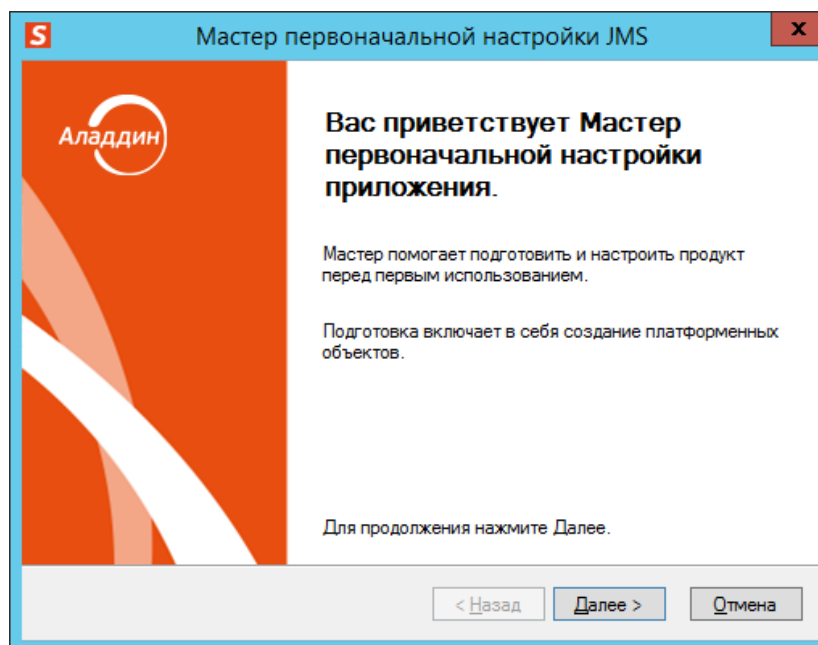 S
Мастер первоначальной настройки JMS
x
Аладдин
Вас приветствует Мастер
первоначальной настройки
приложения.
Мастер помогает подготовить и настроить продукт
перед первым использованием.
Подготовка включает в себя создание платформенных
объектов.
Для продолжения нажмите Далее.
< Назад
Далее >
Отмена